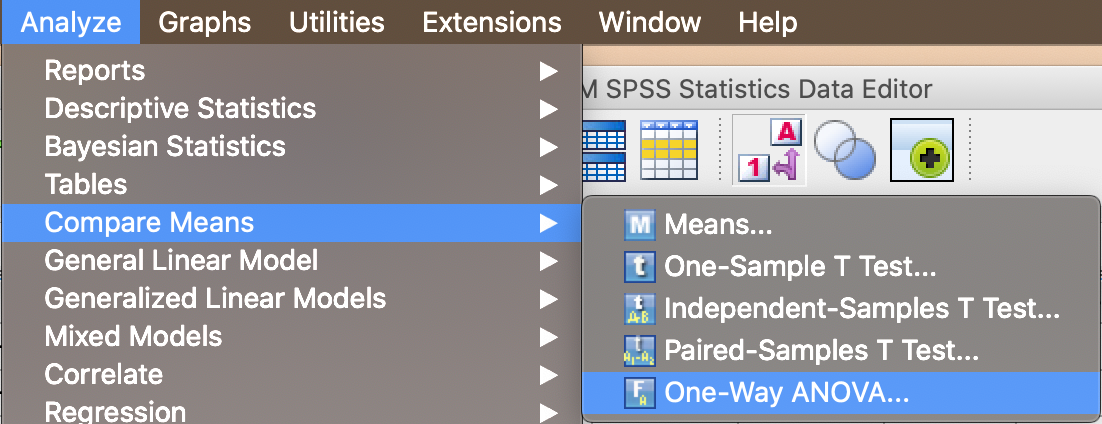 Analyze Graphs Utilities Extensions Window Help
M SPSS Statistics Data Editor
Reports
Descriptive Statistics
Bayesian Statistics
Tables
Compare Means
General Linear Model
Generalized Linear Models
Mixed Models
Correlate
Regression
A
1
M Means...
t One-Sample T Test...
t A-B Independent-Samples T Test...
t A₁-A₂ Paired-Samples T Test...
F A One-Way ANOVA...